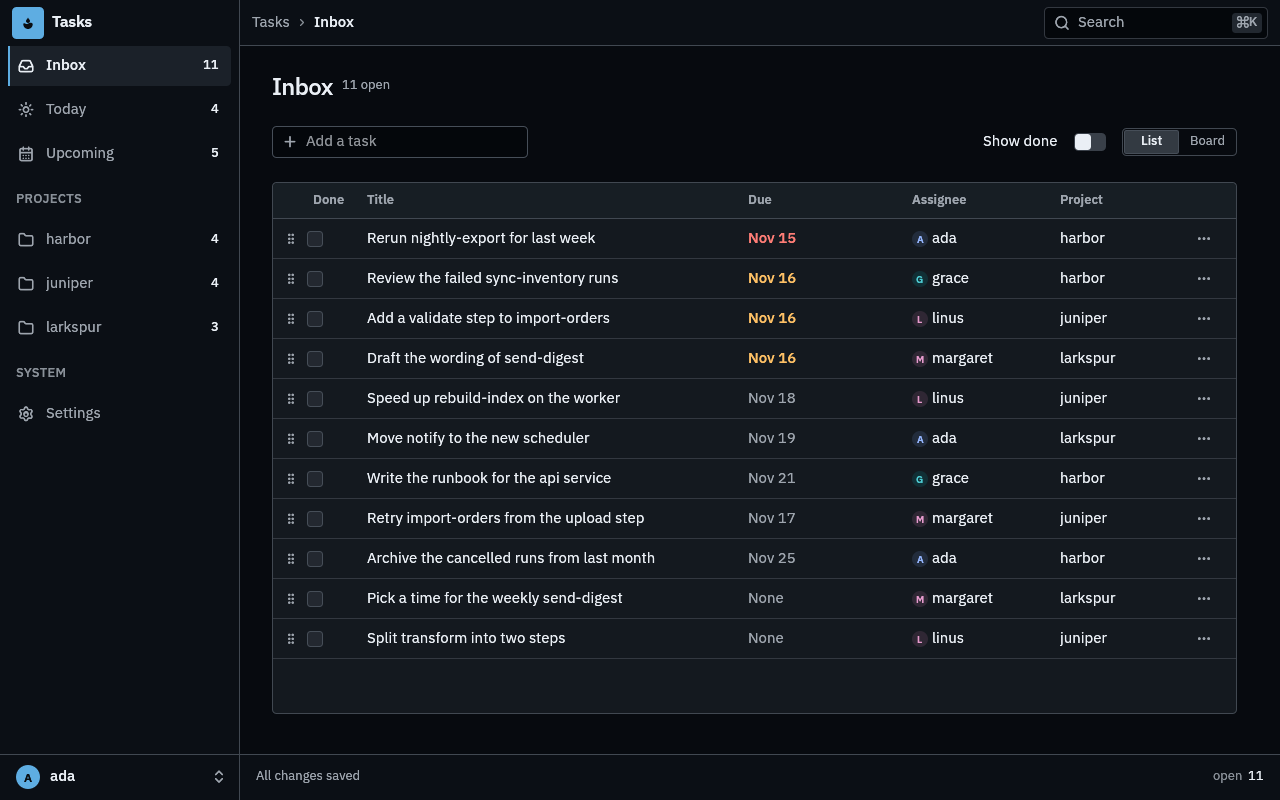 Tasks
Inbox 11
Today 4
Upcoming 5
PROJECTS
harbor 4
juniper 4
larkspur 3
SYSTEM
Settings
A ada
Tasks › Inbox
Search ⌘K
Inbox 11 open
Add a task
Show done List Board
Done Title Due Assignee Project
Rerun nightly-export for last week Nov 15 A ada harbor
Review the failed sync-inventory runs Nov 16 G grace harbor
Add a validate step to import-orders Nov 16 L linus juniper
Draft the wording of send-digest Nov 16 M margaret larkspur
Speed up rebuild-index on the worker Nov 18 L linus juniper
Move notify to the new scheduler Nov 19 A ada larkspur
Write the runbook for the api service Nov 21 G grace harbor
Retry import-orders from the upload step Nov 17 M margaret juniper
Archive the cancelled runs from last month Nov 25 A ada harbor
Pick a time for the weekly send-digest None M margaret larkspur
Split transform into two steps None L linus juniper
All changes saved open 11